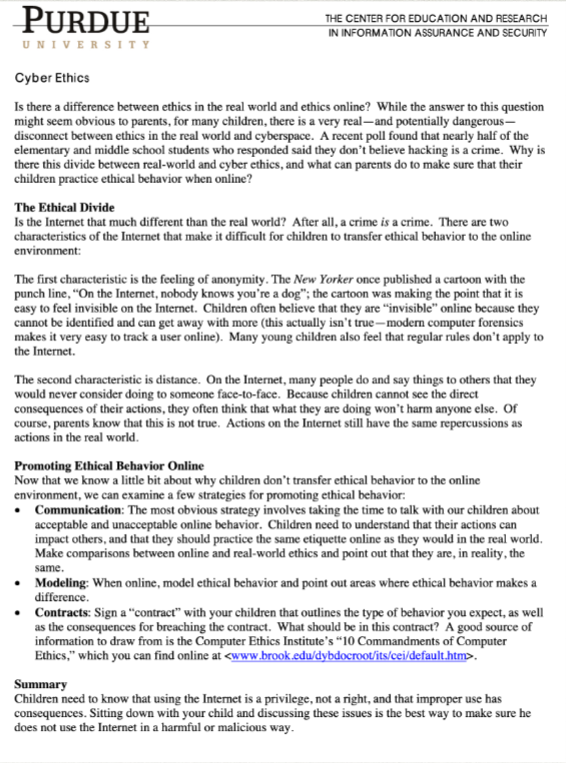 PURDUE
UNIVERSITY
THE CENTER FOR EDUCATION AND RESEARCH
IN INFORMATION ASSURANCE AND SECURITY
Cyber Ethics
Is there a difference between ethics in the real world and ethics online? While the answer to this question
might seem obvious to parents, for many children, there is a very real—and potentially dangerous—
disconnect between ethics in the real world and cyberspace. A recent poll found that nearly half of the
elementary and middle school students who responded said they don't believe hacking is a crime. Why is
there this divide between real-world and cyber ethics, and what can parents do to make sure that their
children practice ethical behavior when online?
The Ethical Divide
Is the Internet that much different than the real world? After all, a crime is a crime. There are two
characteristics of the Internet that make it difficult for children to transfer ethical behavior to the online
environment:
The first characteristic is the feeling of anonymity. The New Yorker once published a cartoon with the
punch line, "On the Internet, nobody knows you're a dog"; the cartoon was making the point that it is
easy to feel invisible on the Internet. Children often believe that they are "invisible" online because they
cannot be identified and can get away with more (this actually isn't true—modern computer forensics
makes it very easy to track a user online). Many young children also feel that regular rules don't apply to
the Internet.
The second characteristic is distance. On the Internet, many people do and say things to others that they
would never consider doing to someone face-to-face. Because children cannot see the direct
consequences of their actions, they often think that what they are doing won't harm anyone else. Of
course, parents know that this is not true. Actions on the Internet still have the same repercussions as
actions in the real world.
Promoting Ethical Behavior Online
Now that we know a little bit about why children don't transfer ethical behavior to the online
environment, we can examine a few strategies for promoting ethical behavior:
• Communication: The most obvious strategy involves taking the time to talk with our children about
acceptable and unacceptable online behavior. Children need to understand that their actions can
impact others, and that they should practice the same etiquette online as they would in the real world.
Make comparisons between online and real-world ethics and point out that they are, in reality, the
same.
• Modeling: When online, model ethical behavior and point out areas where ethical behavior makes a
difference.
• Contracts: Sign a "contract" with your children that outlines the type of behavior you expect, as well
as the consequences for breaching the contract. What should be in this contract? A good source of
information to draw from is the Computer Ethics Institute's "10 Commandments of Computer
Ethics," which you can find online at <www.brook.edu/dybdocroot/its/cei/default.htm>.
Summary
Children need to know that using the Internet is a privilege, not a right, and that improper use has
consequences. Sitting down with your child and discussing these issues is the best way to make sure he
does not use the Internet in a harmful or malicious way.